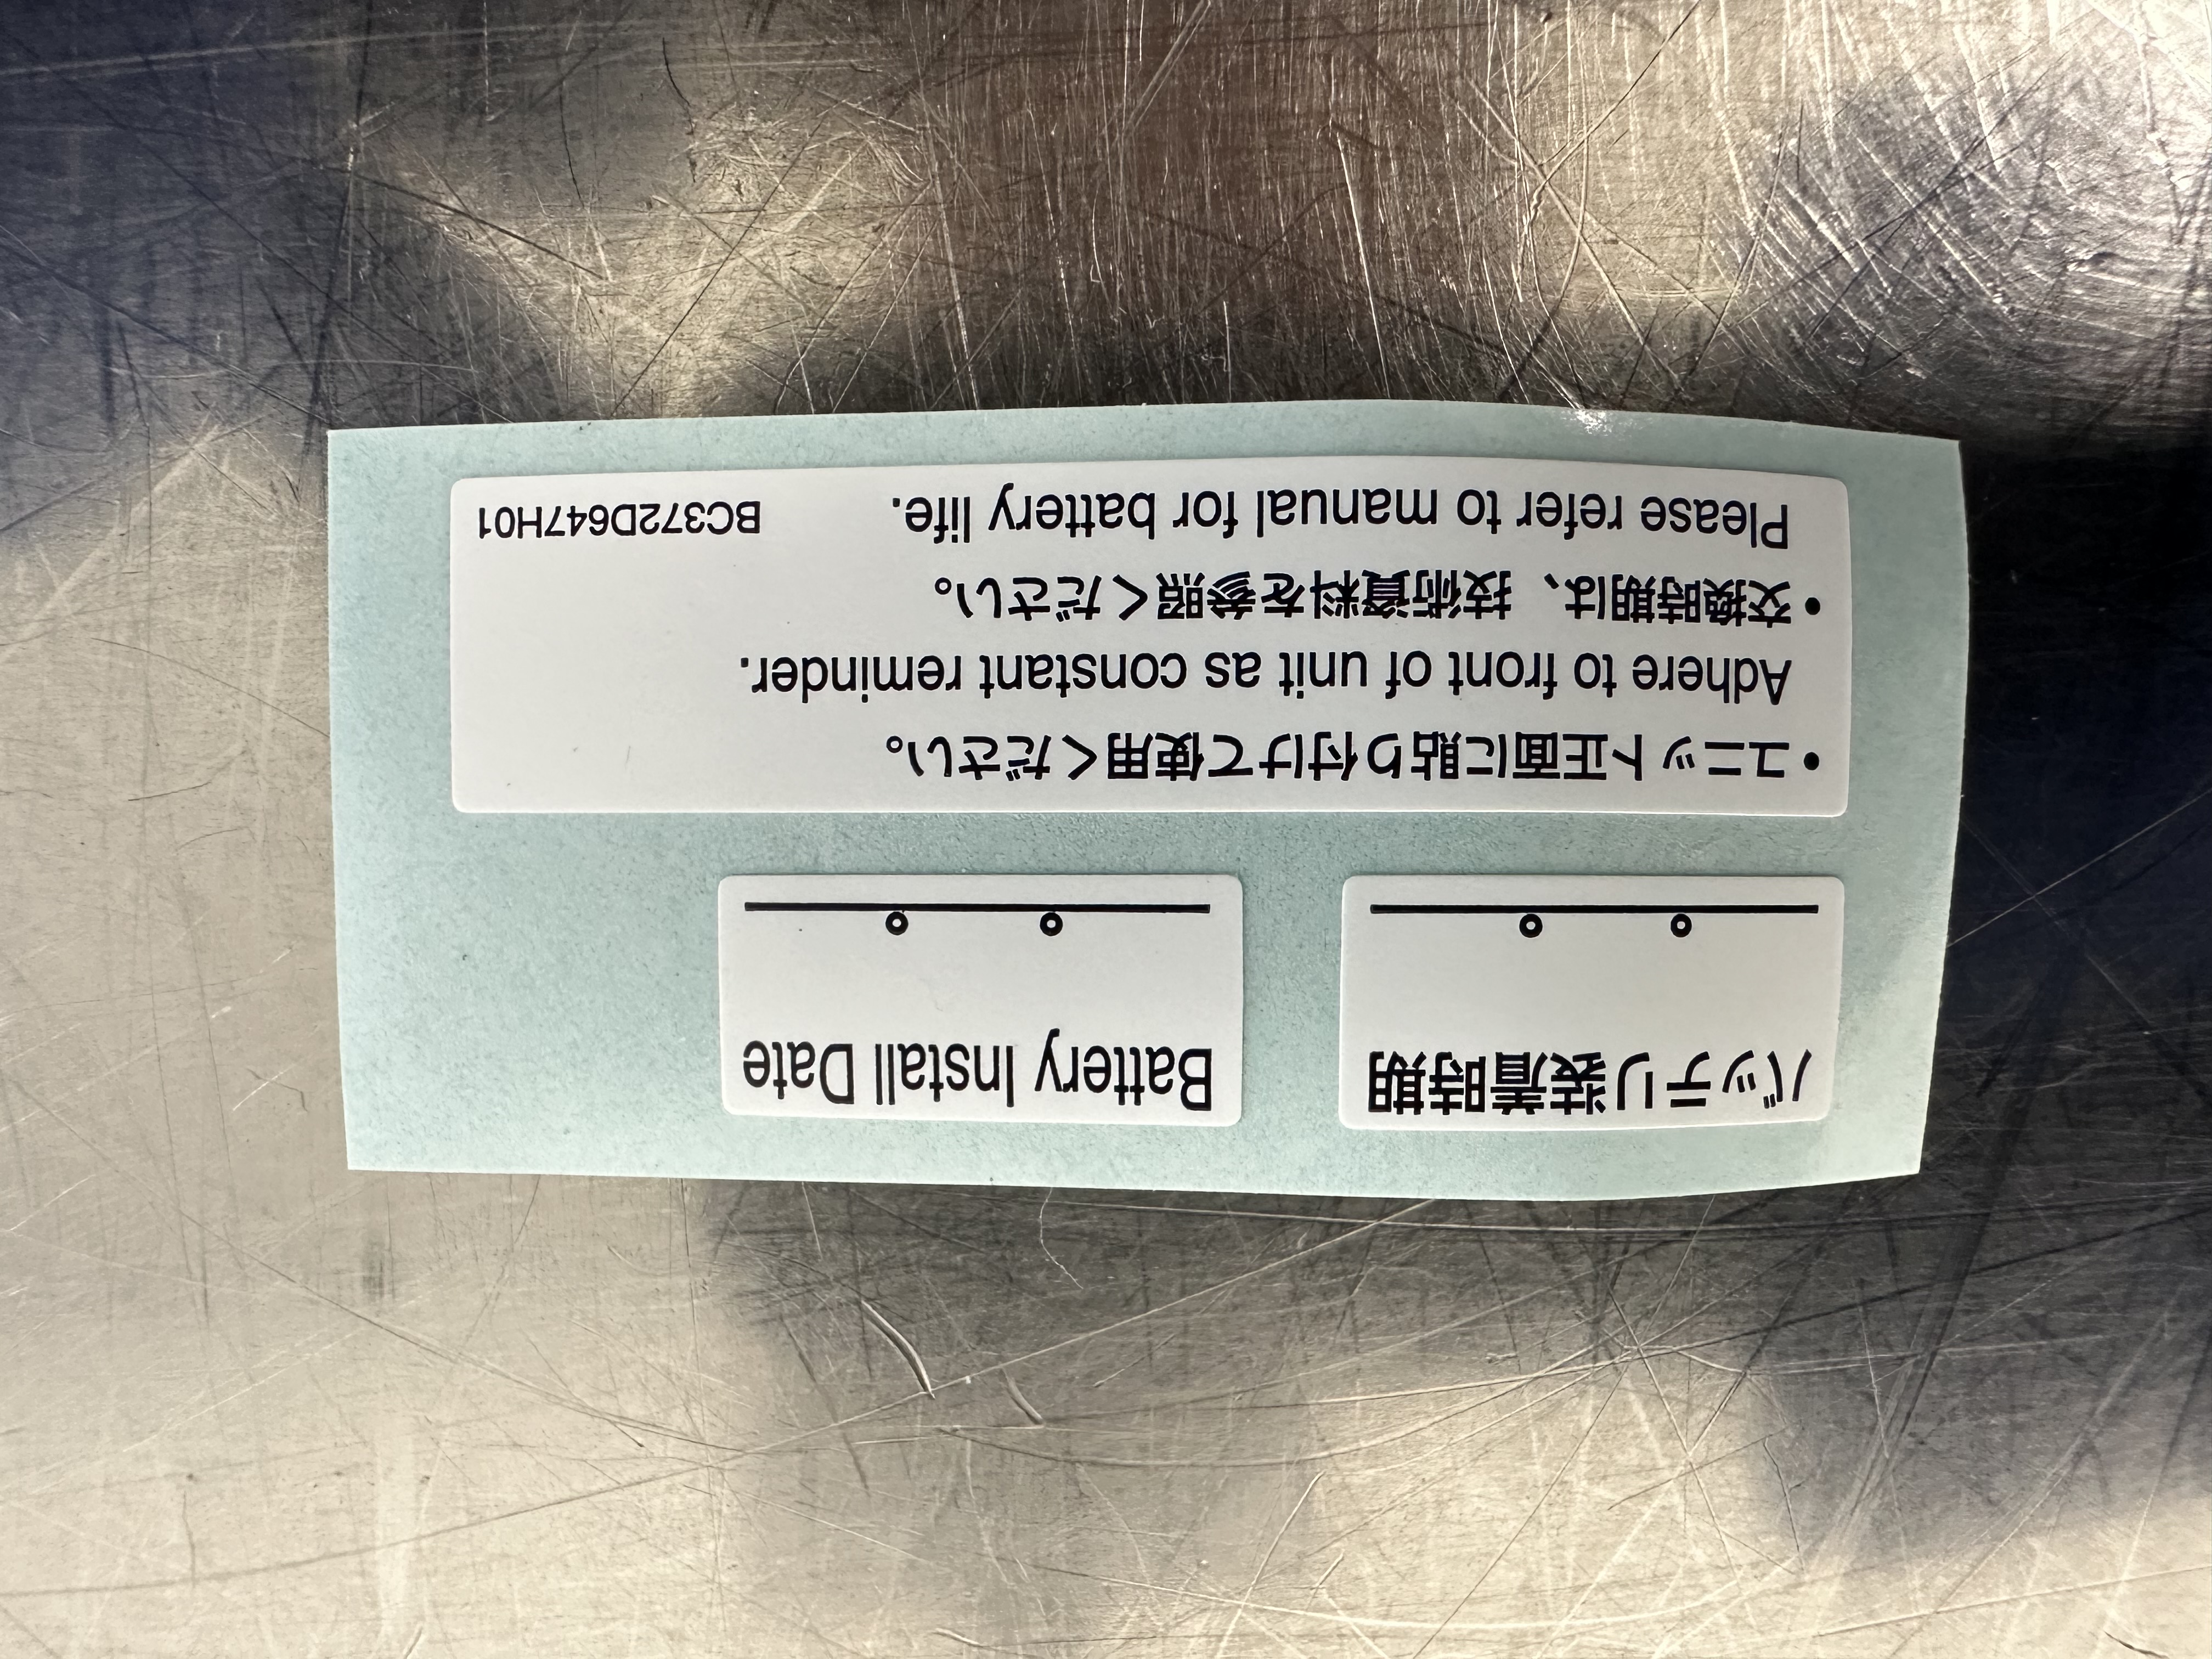 バッテリ装着時期
Battery Install Date
• ユニット正面に貼り付けて使用ください。
Adhere to front of unit as constant reminder.
• 交換時期は、技術資料を参照ください。
Please refer to manual for battery life. BC372D647H01